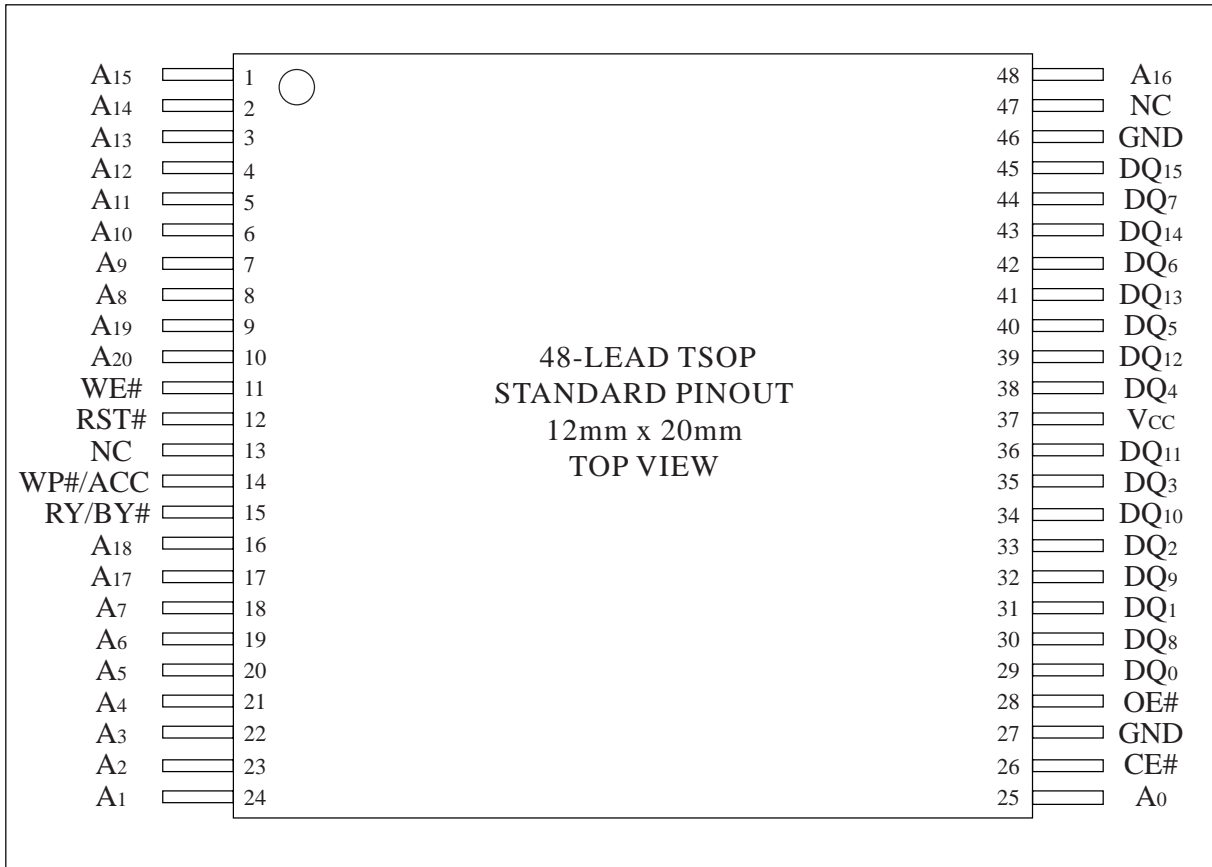 A15 1 48 A16
A14 2 47 NC
A13 3 46 GND
A12 4 45 DQ15
A11 5 44 DQ7
A10 6 43 DQ14
A9 7 42 DQ6
A8 8 41 DQ13
A19 9 40 DQ5
A20 10 39 DQ12
WE# 11 38 DQ4
RST# 12 37 VCC
NC 13 36 DQ11
WP#/ACC 14 35 DQ3
RY/BY# 15 34 DQ10
A18 16 33 DQ2
A17 17 32 DQ9
A7 18 31 DQ1
A6 19 30 DQ8
A5 20 29 DQ0
A4 21 28 OE#
A3 22 27 GND
A2 23 26 CE#
A1 24 25 A0
48-LEAD TSOP
STANDARD PINOUT
12mm x 20mm
TOP VIEW